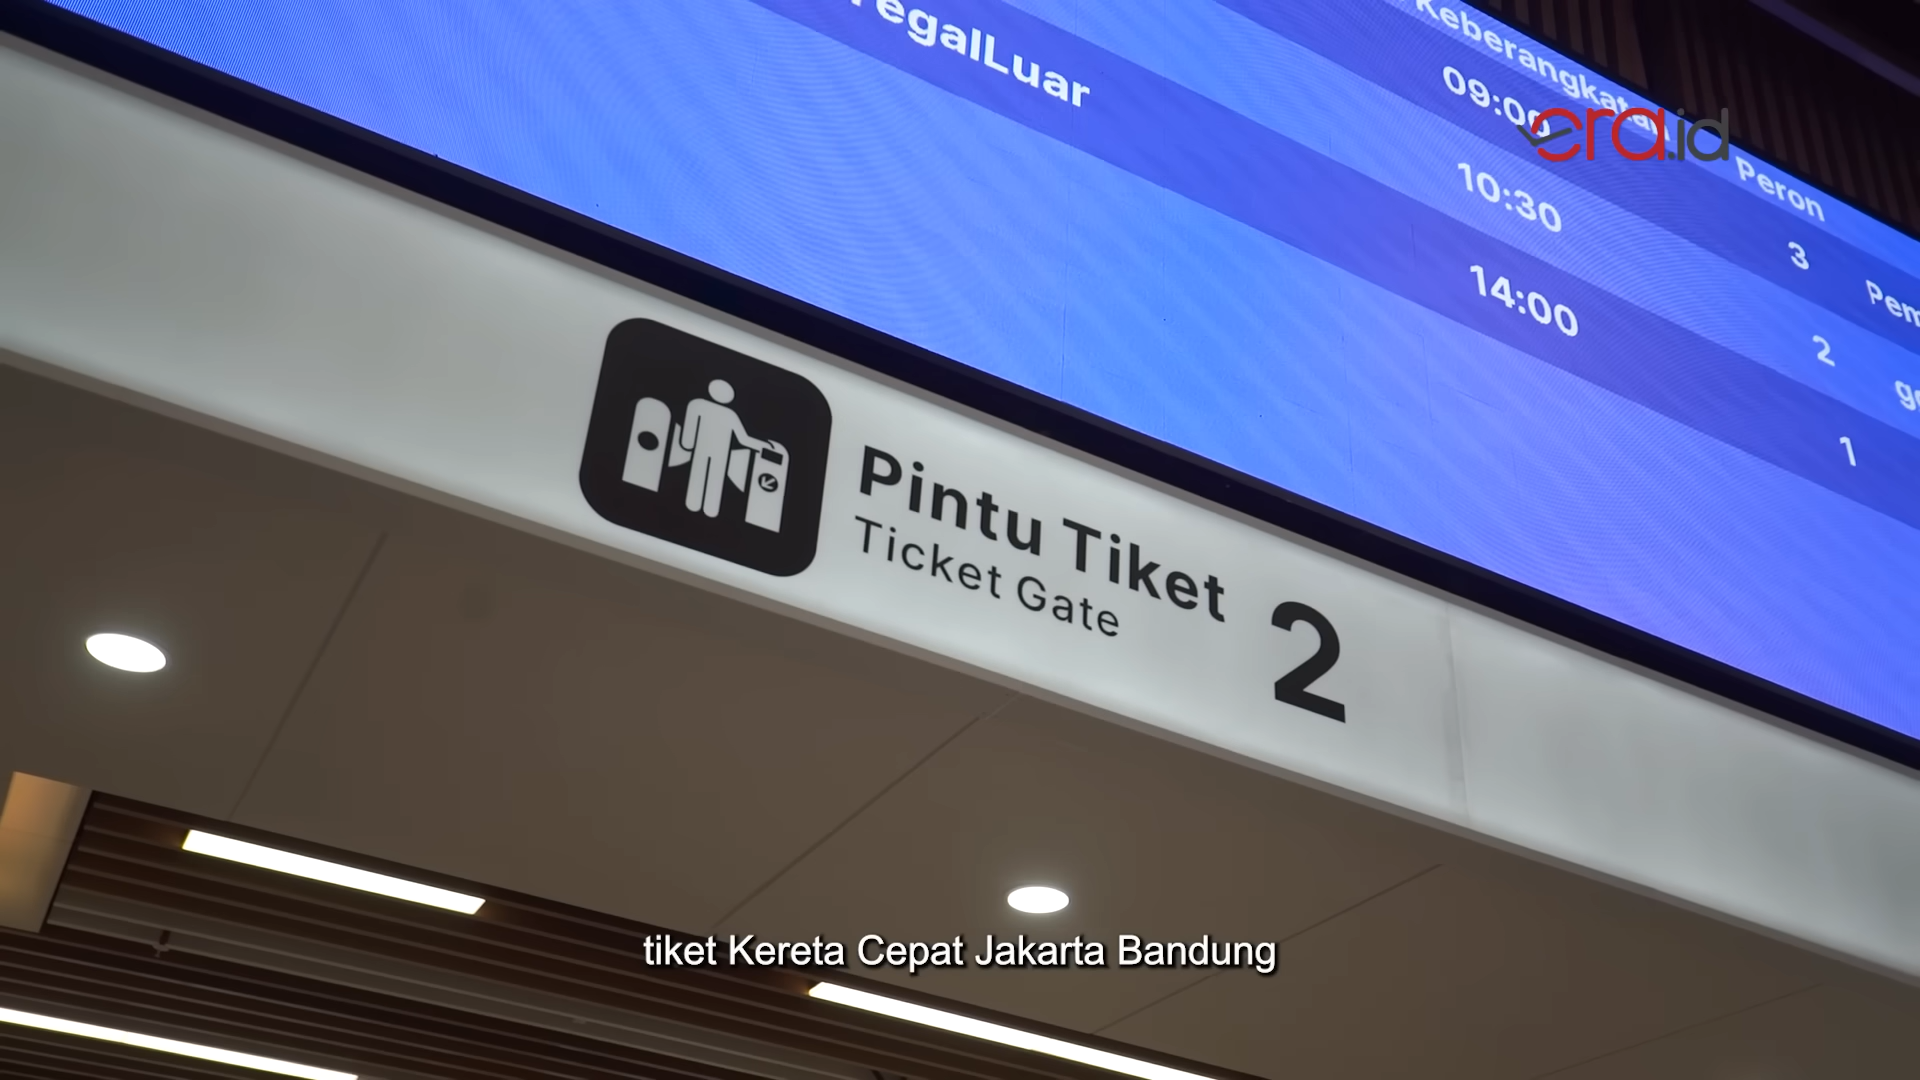 Keberangkatan
Peron
egalLuar
09:00
3
10:30
2
14:00
1
era.id
Pintu Tiket
Ticket Gate
2
tiket Kereta Cepat Jakarta Bandung